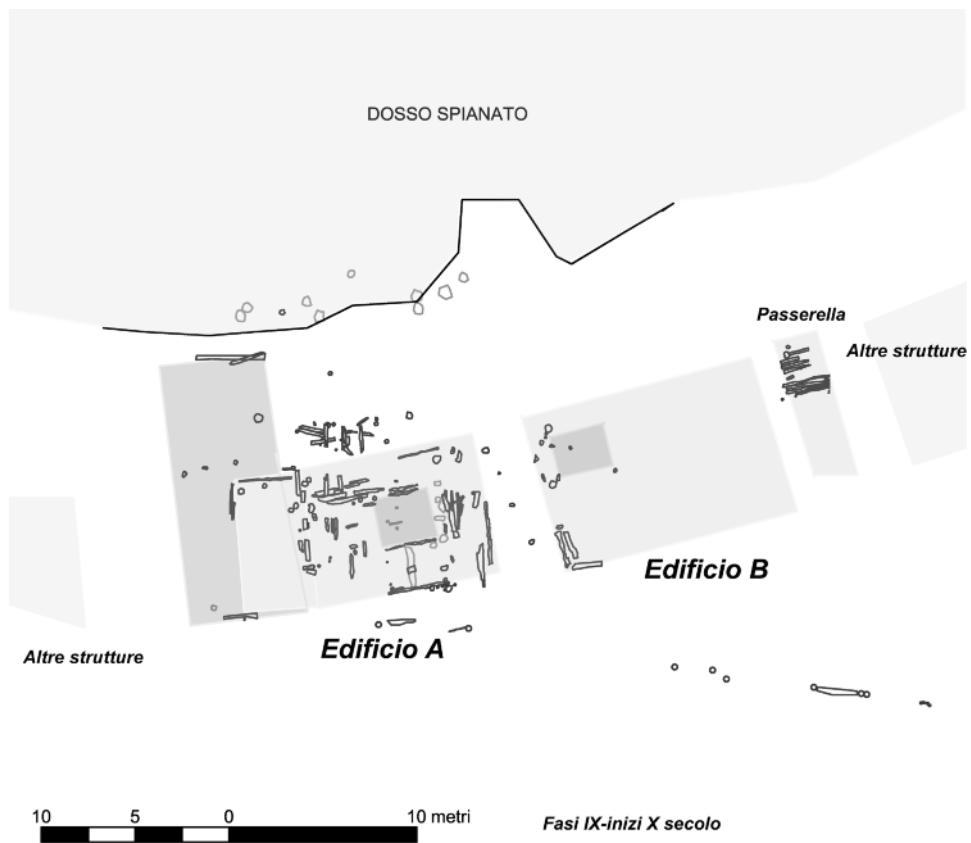 DOSSO SPIANATO
Passerella
Altre strutture
Edificio B
Edificio A
Altre strutture
10 5 0 10 metri
Fasi IX-inizi X secolo